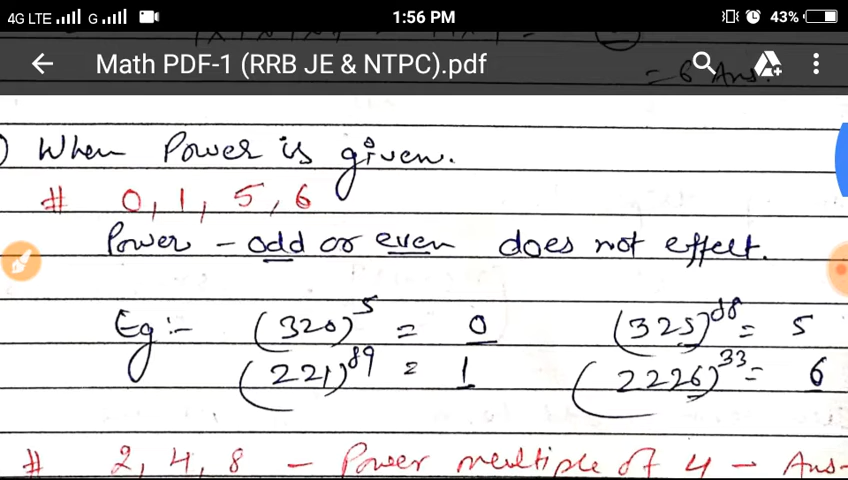 4G LTE G 1:56 PM 43%
Math PDF-1 (RRB JE & NTPC).pdf
= 6 Ans.
When Power is given.
# 0, 1, 5, 6
Power - odd or even does not effect.
Eg:- (320)^5 = 0 (325)^88 = 5
(221)^89 = 1 (2226)^33 = 6
# 2, 4, 8 - Power multiple of 4 - Ans-